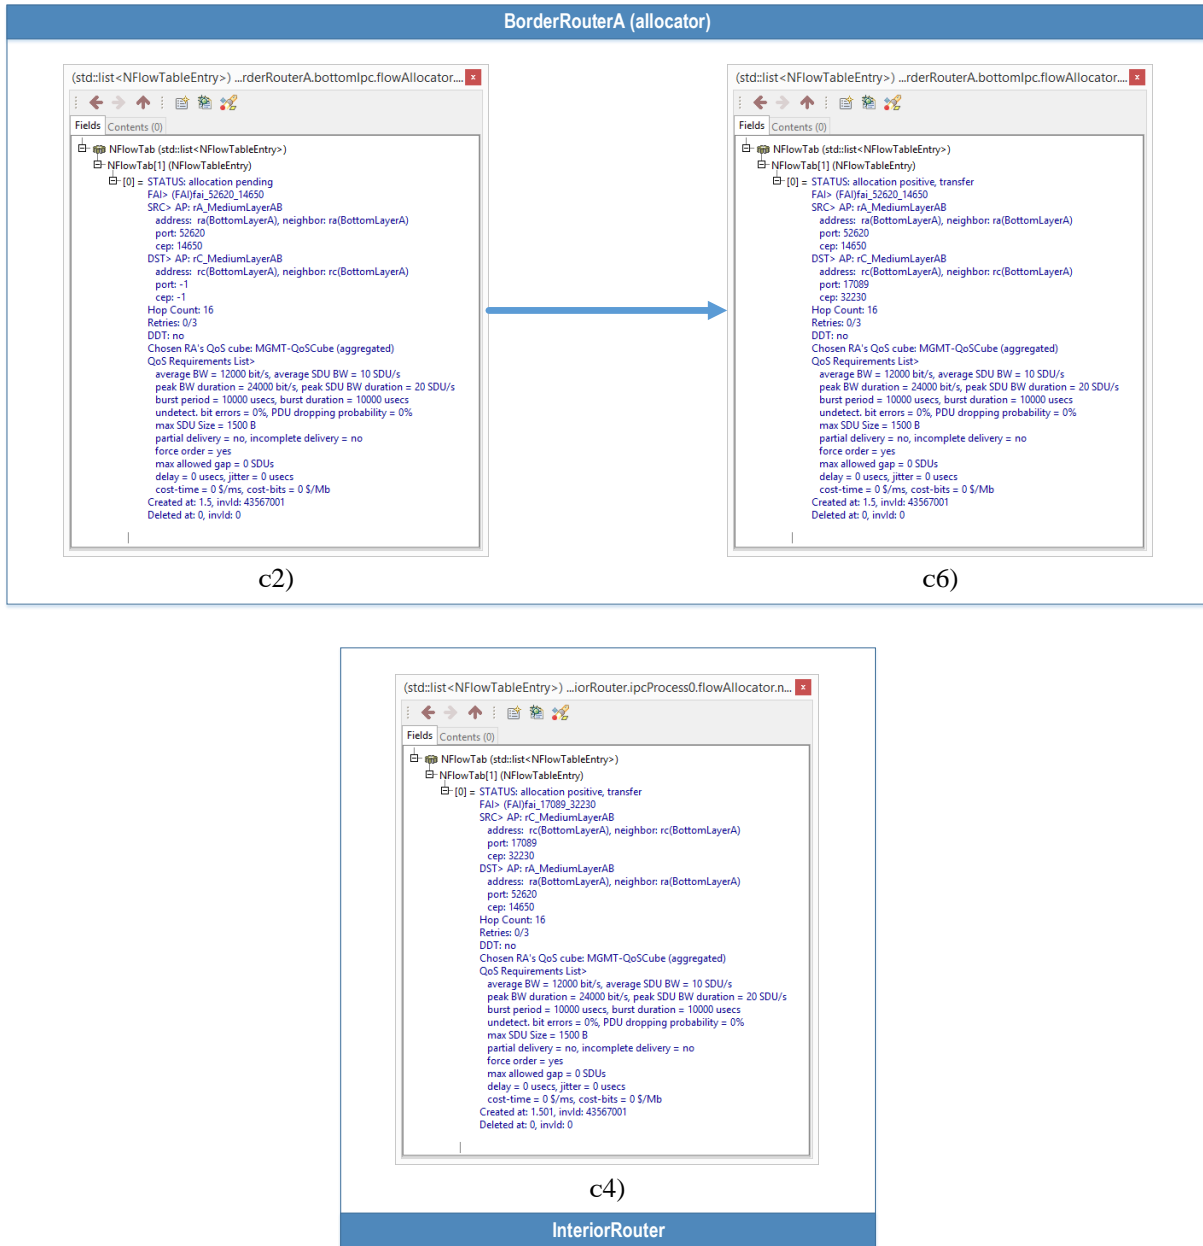 BorderRouterA (allocator)
(std::list<NFlowTableEntry>) ...rderRouterA.bottomIpc.flowAllocator....
Fields Contents (0)
NFlowTab (std::list<NFlowTableEntry>)
NFlowTab[1] (NFlowTableEntry)
[0] = STATUS: allocation pending
FAI> (FAI)fai_52620_14650
SRC> AP: rA_MediumLayerAB
address:  ra(BottomLayerA), neighbor: ra(BottomLayerA)
port: 52620
cep: 14650
DST> AP: rC_MediumLayerAB
address:  rc(BottomLayerA), neighbor: rc(BottomLayerA)
port: -1
cep: -1
Hop Count: 16
Retries: 0/3
DDT: no
Chosen RA's QoS cube: MGMT-QoSCube (aggregated)
QoS Requirements List>
average BW = 12000 bit/s, average SDU BW = 10 SDU/s
peak BW duration = 24000 bit/s, peak SDU BW duration = 20 SDU/s
burst period = 10000 usecs, burst duration = 10000 usecs
undetect. bit errors = 0%, PDU dropping probability = 0%
max SDU Size = 1500 B
partial delivery = no, incomplete delivery = no
force order = yes
max allowed gap = 0 SDUs
delay = 0 usecs, jitter = 0 usecs
cost-time = 0 $/ms, cost-bits = 0 $/Mb
Created at: 1.5, invId: 43567001
Deleted at: 0, invId: 0
c2)
(std::list<NFlowTableEntry>) ...rderRouterA.bottomIpc.flowAllocator....
Fields Contents (0)
NFlowTab (std::list<NFlowTableEntry>)
NFlowTab[1] (NFlowTableEntry)
[0] = STATUS: allocation positive, transfer
FAI> (FAI)fai_52620_14650
SRC> AP: rA_MediumLayerAB
address:  ra(BottomLayerA), neighbor: ra(BottomLayerA)
port: 52620
cep: 14650
DST> AP: rC_MediumLayerAB
address:  rc(BottomLayerA), neighbor: rc(BottomLayerA)
port: 17089
cep: 32230
Hop Count: 16
Retries: 0/3
DDT: no
Chosen RA's QoS cube: MGMT-QoSCube (aggregated)
QoS Requirements List>
average BW = 12000 bit/s, average SDU BW = 10 SDU/s
peak BW duration = 24000 bit/s, peak SDU BW duration = 20 SDU/s
burst period = 10000 usecs, burst duration = 10000 usecs
undetect. bit errors = 0%, PDU dropping probability = 0%
max SDU Size = 1500 B
partial delivery = no, incomplete delivery = no
force order = yes
max allowed gap = 0 SDUs
delay = 0 usecs, jitter = 0 usecs
cost-time = 0 $/ms, cost-bits = 0 $/Mb
Created at: 1.5, invId: 43567001
Deleted at: 0, invId: 0
c6)
(std::list<NFlowTableEntry>) ...iorRouter.ipcProcess0.flowAllocator.n...
Fields Contents (0)
NFlowTab (std::list<NFlowTableEntry>)
NFlowTab[1] (NFlowTableEntry)
[0] = STATUS: allocation positive, transfer
FAI> (FAI)fai_17089_32230
SRC> AP: rC_MediumLayerAB
address:  rc(BottomLayerA), neighbor: rc(BottomLayerA)
port: 17089
cep: 32230
DST> AP: rA_MediumLayerAB
address:  ra(BottomLayerA), neighbor: ra(BottomLayerA)
port: 52620
cep: 14650
Hop Count: 16
Retries: 0/3
DDT: no
Chosen RA's QoS cube: MGMT-QoSCube (aggregated)
QoS Requirements List>
average BW = 12000 bit/s, average SDU BW = 10 SDU/s
peak BW duration = 24000 bit/s, peak SDU BW duration = 20 SDU/s
burst period = 10000 usecs, burst duration = 10000 usecs
undetect. bit errors = 0%, PDU dropping probability = 0%
max SDU Size = 1500 B
partial delivery = no, incomplete delivery = no
force order = yes
max allowed gap = 0 SDUs
delay = 0 usecs, jitter = 0 usecs
cost-time = 0 $/ms, cost-bits = 0 $/Mb
Created at: 1.501, invId: 43567001
Deleted at: 0, invId: 0
c4)
InteriorRouter